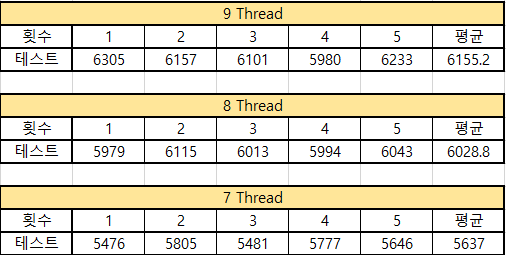 9 Thread
횟수 1 2 3 4 5 평균
테스트 6305 6157 6101 5980 6233 6155.2
8 Thread
횟수 1 2 3 4 5 평균
테스트 5979 6115 6013 5994 6043 6028.8
7 Thread
횟수 1 2 3 4 5 평균
테스트 5476 5805 5481 5777 5646 5637